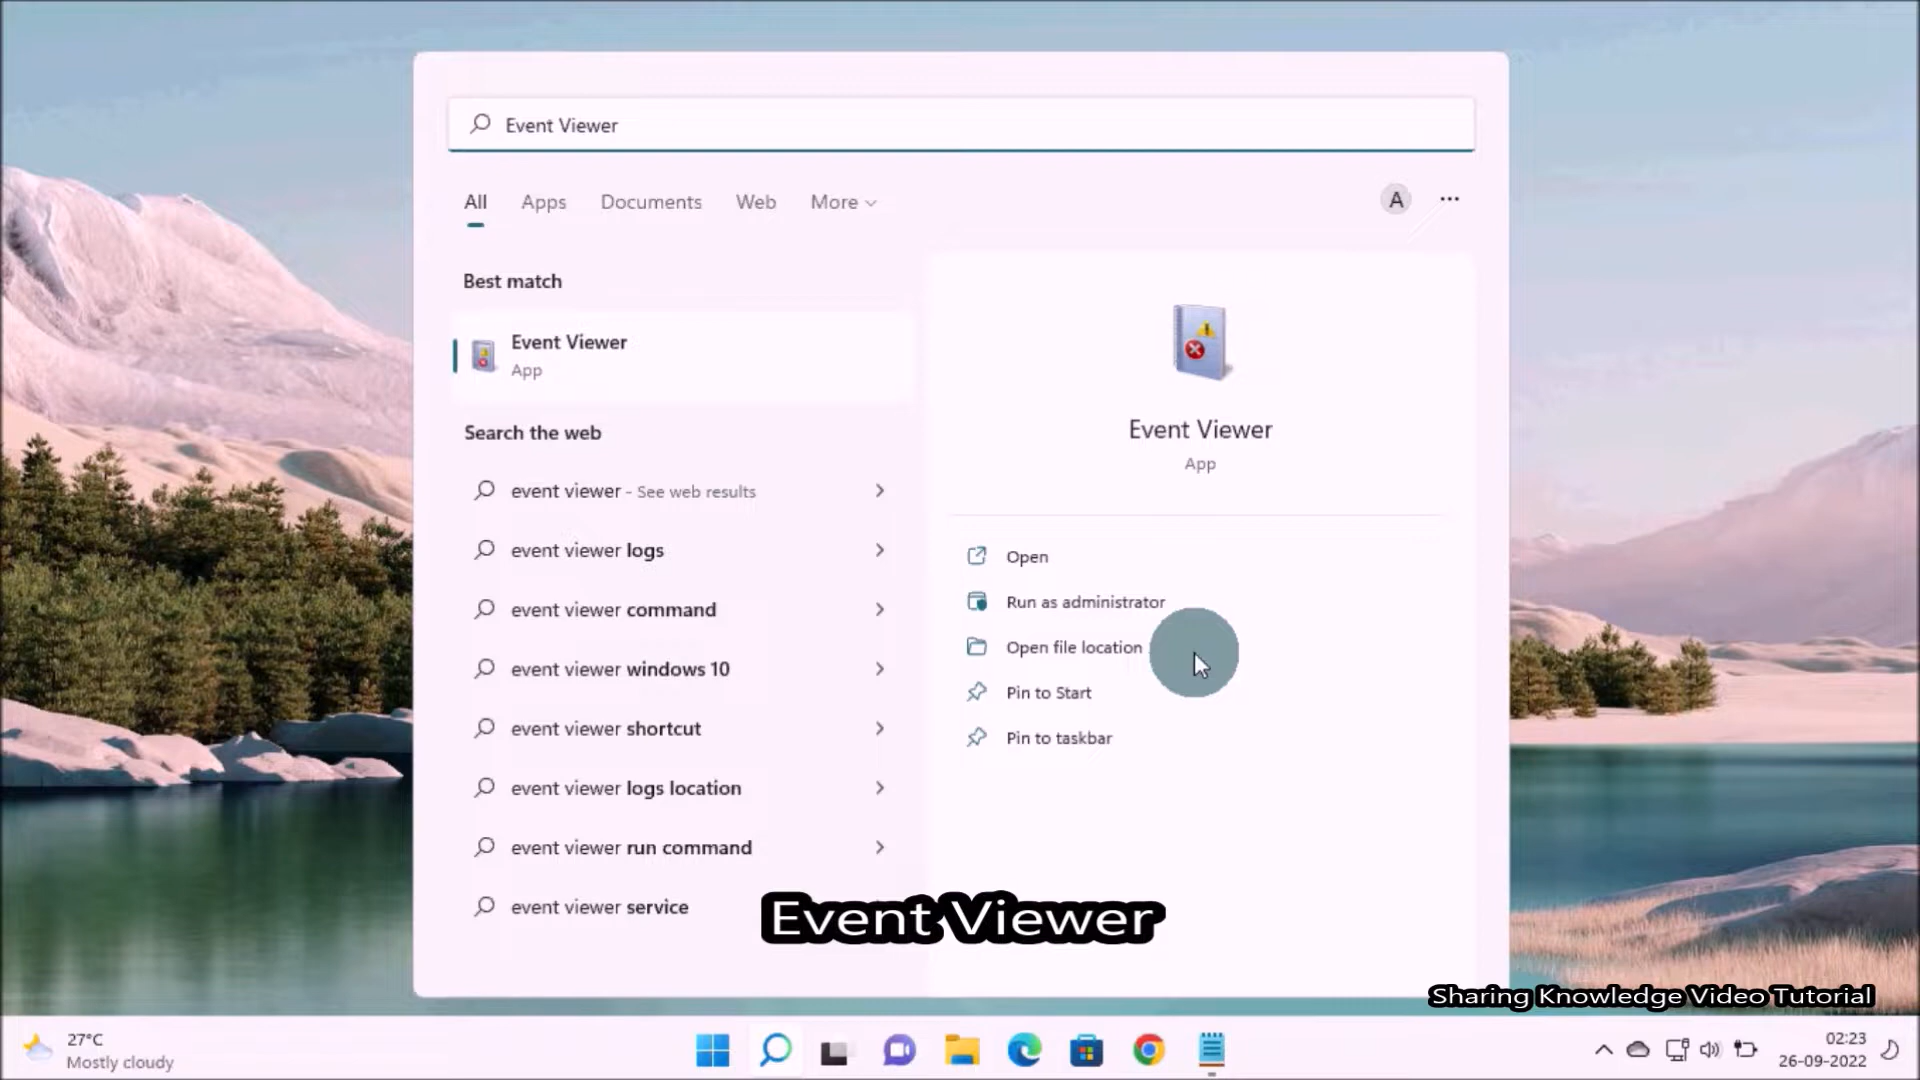 Event Viewer
All Apps Documents Web More
A
Best match
Event Viewer
App
Search the web
event viewer - See web results
event viewer logs
event viewer command
event viewer windows 10
event viewer shortcut
event viewer logs location
event viewer run command
event viewer service
Event Viewer
App
Open
Run as administrator
Open file location
Pin to Start
Pin to taskbar
Event Viewer
Sharing Knowledge Video Tutorial
27°C
Mostly cloudy
02:23
26-09-2022